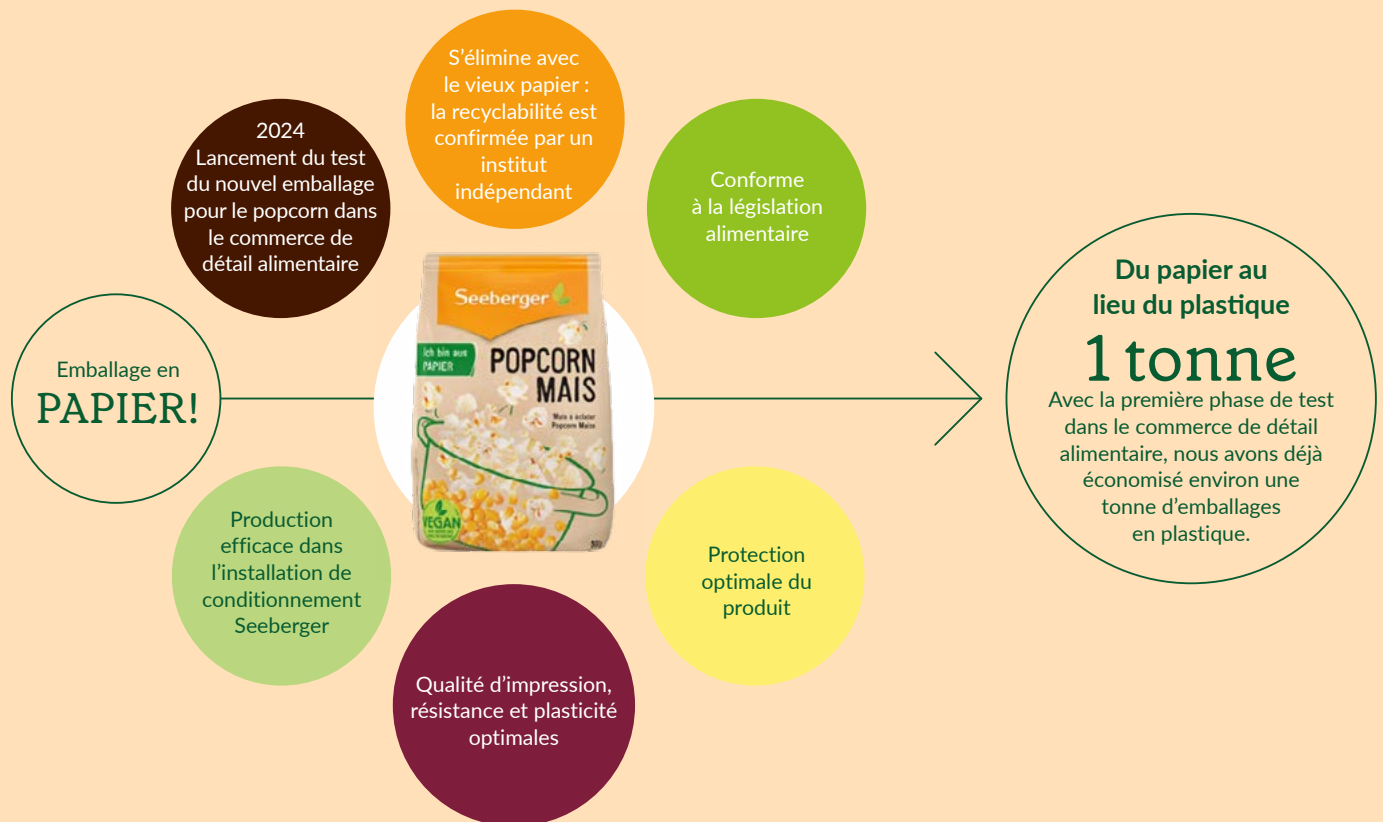 Emballage en
PAPIER!
2024
Lancement du test
du nouvel emballage
pour le popcorn dans
le commerce de
détail alimentaire
S’élimine avec
le vieux papier :
la recyclabilité est
confirmée par un
institut
indépendant
Conforme
à la législation
alimentaire
Seeberger
Ich bin aus
PAPIER
POPCORN
MAIS
Maïs à éclater
Popcorn Maize
VEGAN
Production
efficace dans
l’installation de
conditionnement
Seeberger
Qualité d’impression,
résistance et plasticité
optimales
Protection
optimale du
produit
Du papier au
lieu du plastique
1 tonne
Avec la première phase de test
dans le commerce de détail
alimentaire, nous avons déjà
économisé environ une
tonne d’emballages
en plastique.